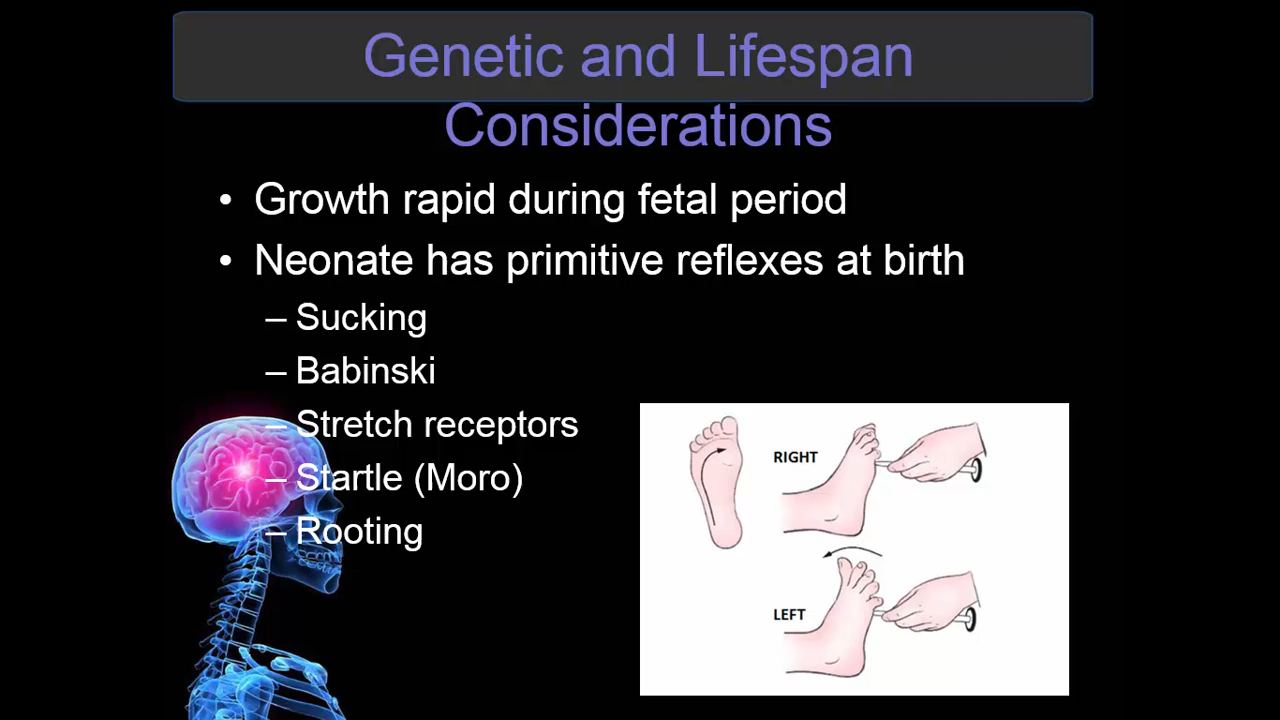 Genetic and Lifespan
Considerations
• Growth rapid during fetal period
• Neonate has primitive reflexes at birth
– Sucking
– Babinski
– Stretch receptors
– Startle (Moro)
– Rooting
RIGHT
LEFT